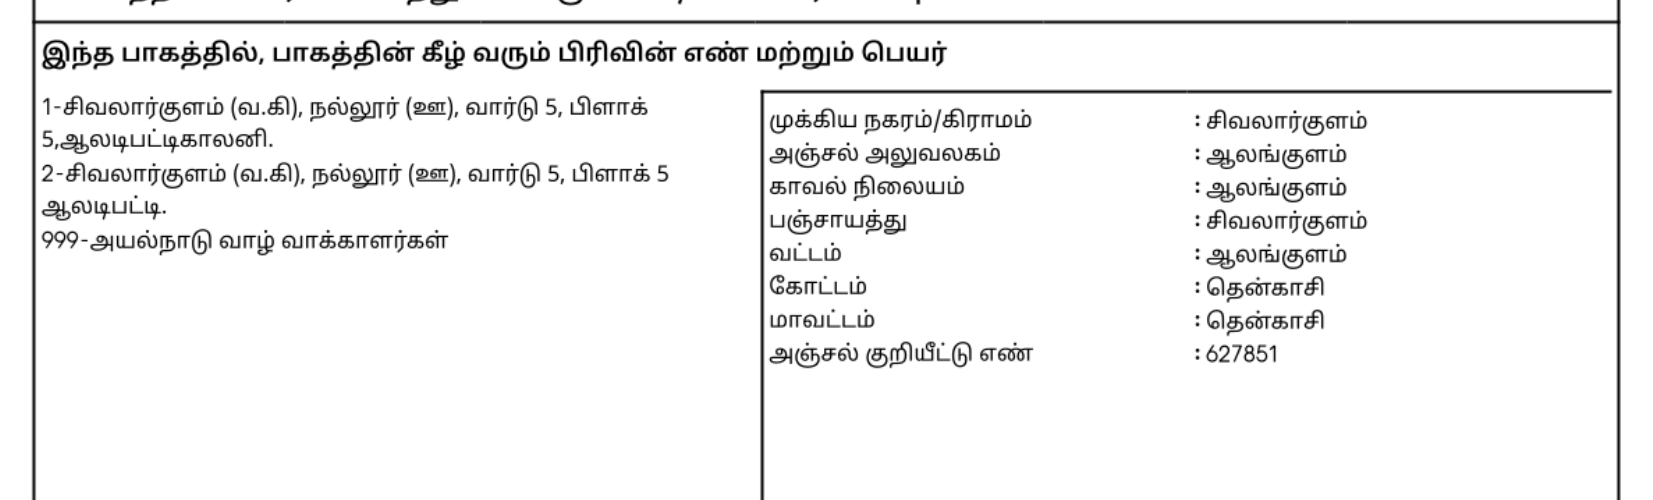 இந்த பாகத்தில், பாகத்தின் கீழ் வரும் பிரிவின் எண் மற்றும் பெயர்
1-சிவலார்குளம் (வ.கி), நல்லூர் (ஊ), வார்டு 5, பிளாக்
5,ஆலடிபட்டிகாலனி.
2-சிவலார்குளம் (வ.கி), நல்லூர் (ஊ), வார்டு 5, பிளாக் 5
ஆலடிபட்டி.
999-அயல்நாடு வாழ் வாக்காளர்கள்
முக்கிய நகரம்/கிராமம் : சிவலார்குளம்
அஞ்சல் அலுவலகம் : ஆலங்குளம்
காவல் நிலையம் : ஆலங்குளம்
பஞ்சாயத்து : சிவலார்குளம்
வட்டம் : ஆலங்குளம்
கோட்டம் : தென்காசி
மாவட்டம் : தென்காசி
அஞ்சல் குறியீட்டு எண் : 627851